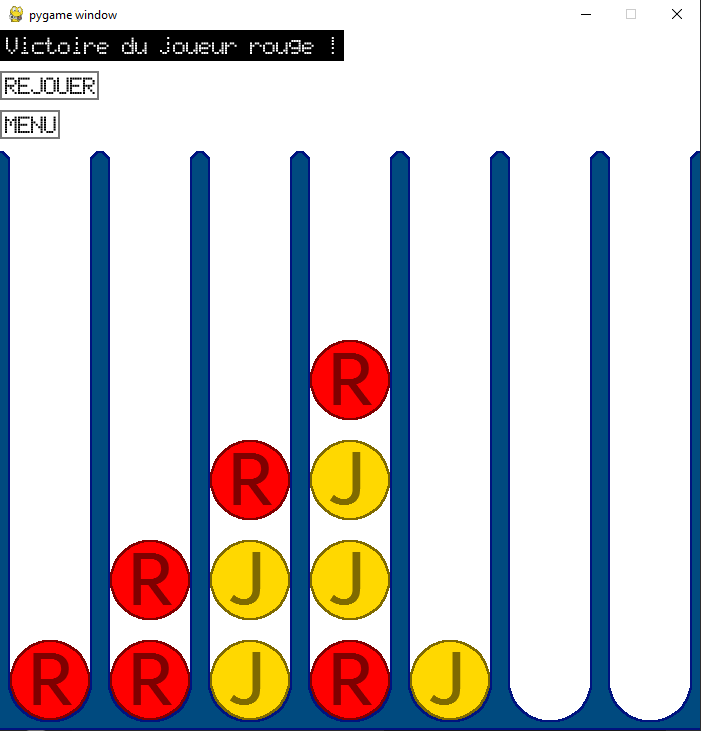 pygame window
Victoire du joueur rouge !
REJOUER
MENU
R
R J
R J J
R R J R J